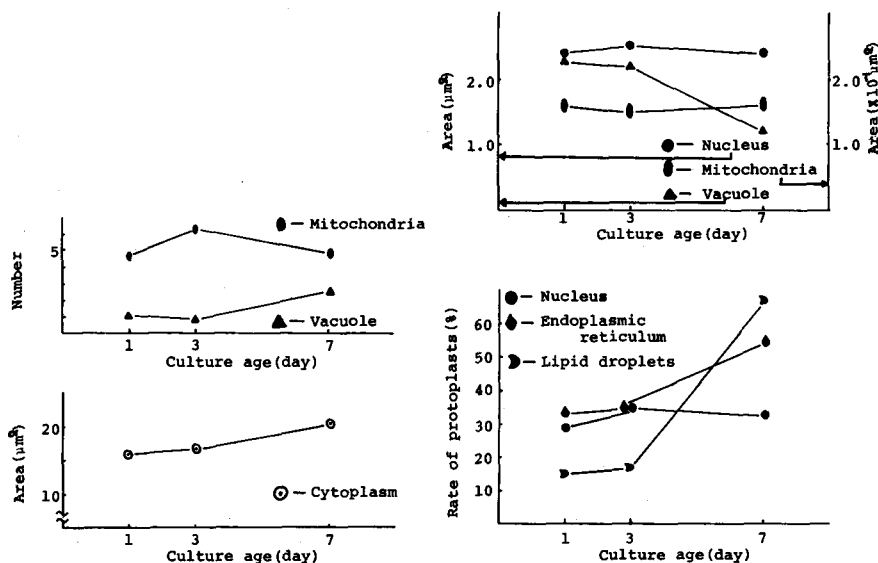 Number
5
Mitochondria
Vacuole
1 3 7
Culture age(day)
Area(μm²)
20
10
Cytoplasm
1 3 7
Culture age(day)
Area(μm²)
2.0
1.0
2.0
1.0
Area(x10⁻¹μm²)
Nucleus
Mitochondria
Vacuole
1 3 7
Culture age(day)
Rate of protoplasts(%)
60
50
40
30
20
10
Nucleus
Endoplasmic
reticulum
Lipid droplets
1 3 7
Culture age(day)